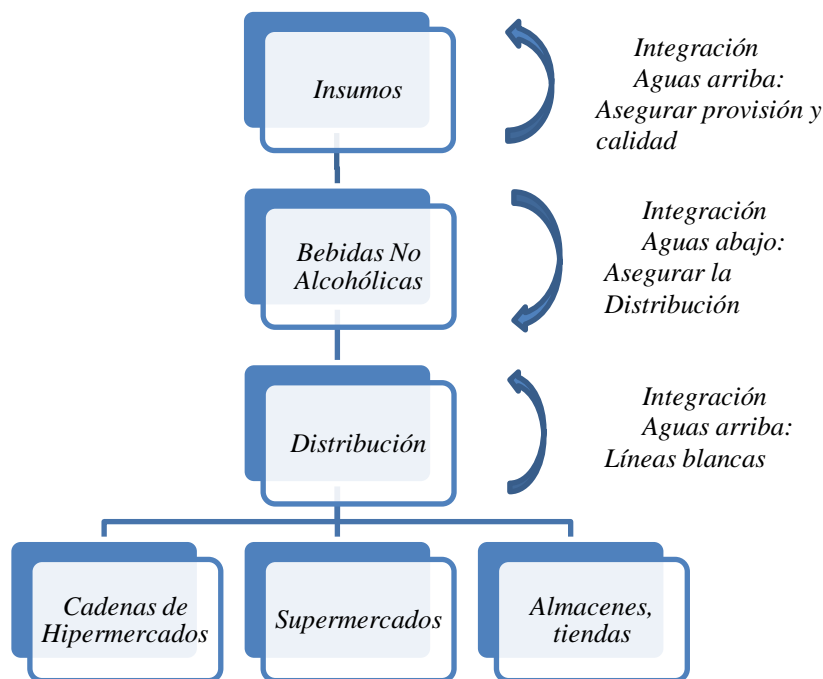 Insumos
Integración
Aguas arriba:
Asegurar provisión y
calidad
Bebidas No
Alcohólicas
Integración
Aguas abajo:
Asegurar la
Distribución
Distribución
Integración
Aguas arriba:
Líneas blancas
Cadenas de
Hipermercados
Supermercados
Almacenes,
tiendas